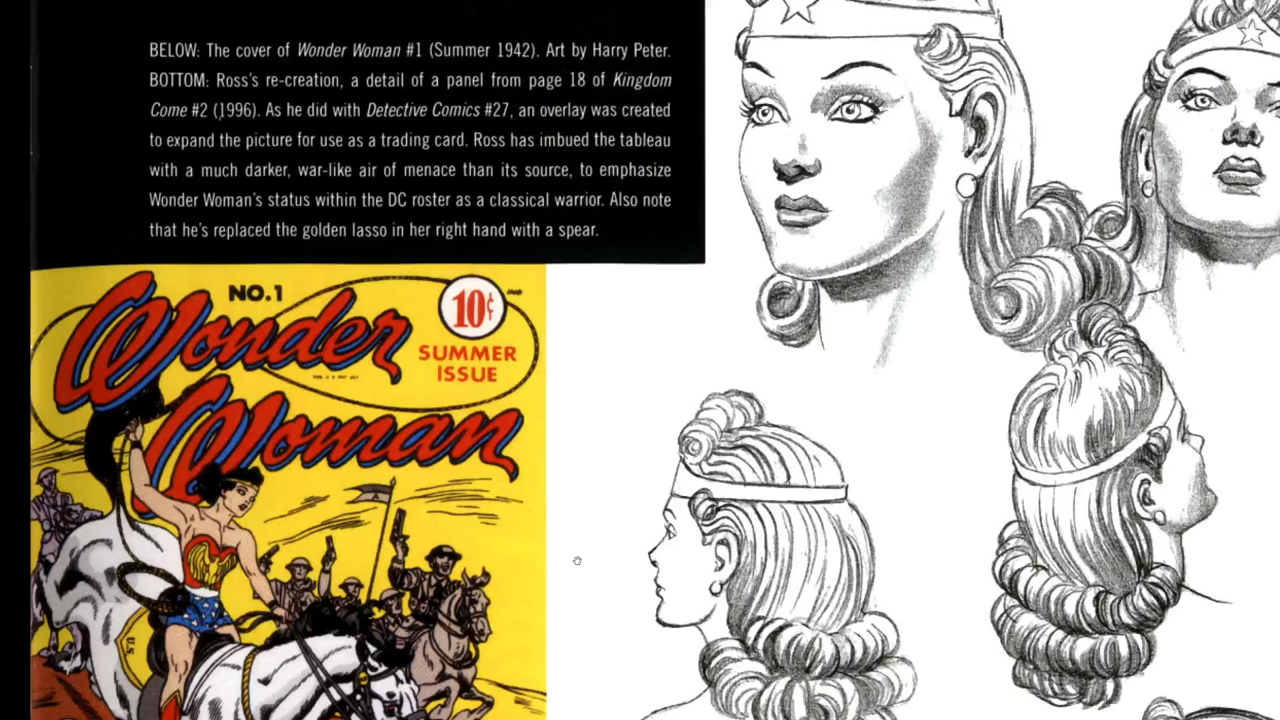 BELOW: The cover of Wonder Woman #1 (Summer 1942). Art by Harry Peter.
BOTTOM: Ross's re-creation, a detail of a panel from page 18 of Kingdom
Come #2 (1996). As he did with Detective Comics #27, an overlay was created
to expand the picture for use as a trading card. Ross has imbued the tableau
with a much darker, war-like air of menace than its source, to emphasize
Wonder Woman's status within the DC roster as a classical warrior. Also note
that he's replaced the golden lasso in her right hand with a spear.
NO.1
10¢
Wonder
SUMMER
ISSUE
Woman
U.S